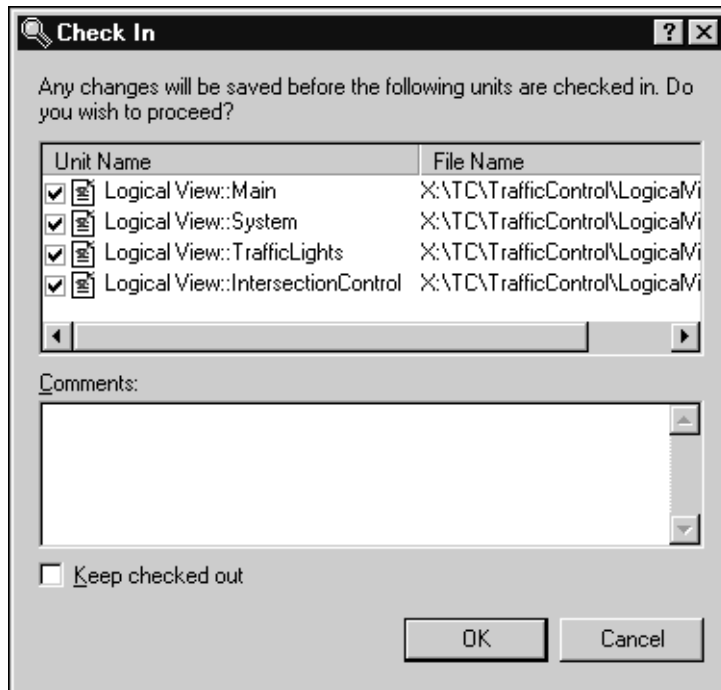 Check In
Any changes will be saved before the following units are checked in. Do
you wish to proceed?
Unit Name File Name
Logical View::Main X:\TC\TrafficControl\LogicalVi
Logical View::System X:\TC\TrafficControl\LogicalVi
Logical View::TrafficLights X:\TC\TrafficControl\LogicalVi
Logical View::IntersectionControl X:\TC\TrafficControl\LogicalVi
Comments:
Keep checked out
OK Cancel